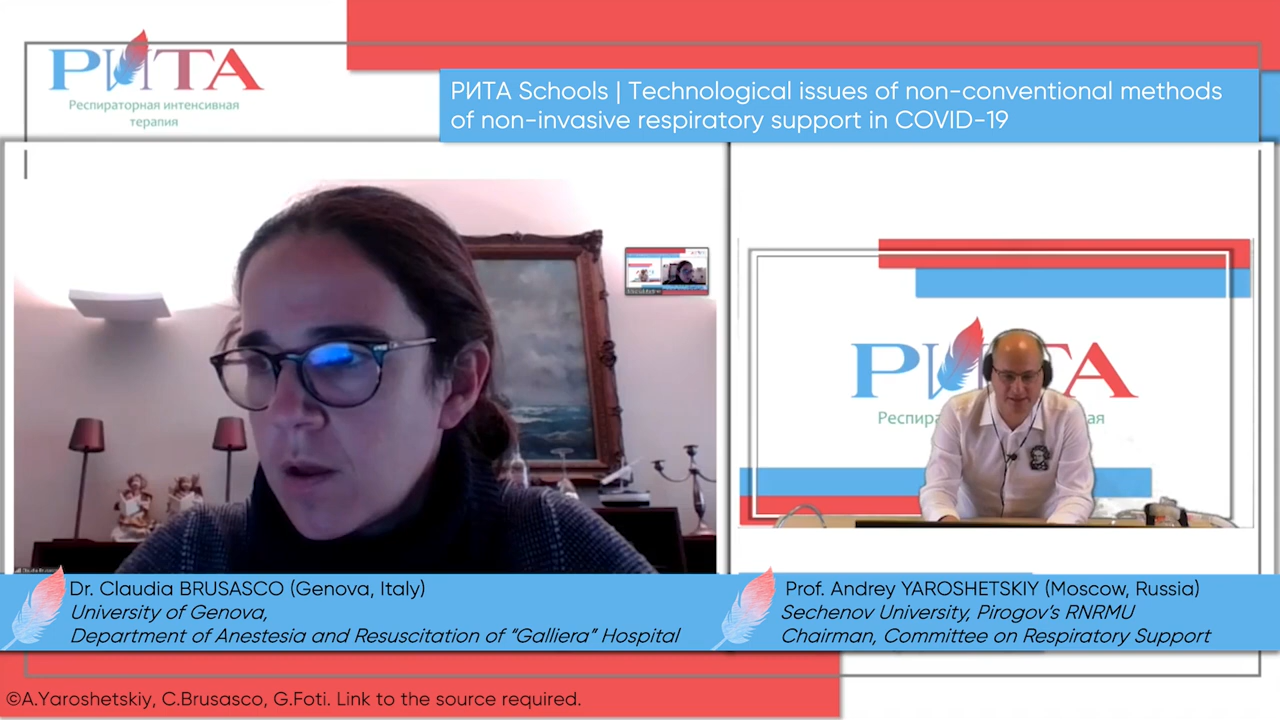 РИТА
Респираторная интенсивная
терапия
РИТА Schools | Technological issues of non-conventional methods
of non-invasive respiratory support in COVID-19
Dr. Claudia BRUSASCO (Genova, Italy)
University of Genova,
Department of Anestesia and Resuscitation of “Galliera” Hospital
Prof. Andrey YAROSHETSKIY (Moscow, Russia)
Sechenov University, Pirogov’s RNRMU
Chairman, Committee on Respiratory Support
©A.Yaroshetskiy, C.Brusasco, G.Foti. Link to the source required.